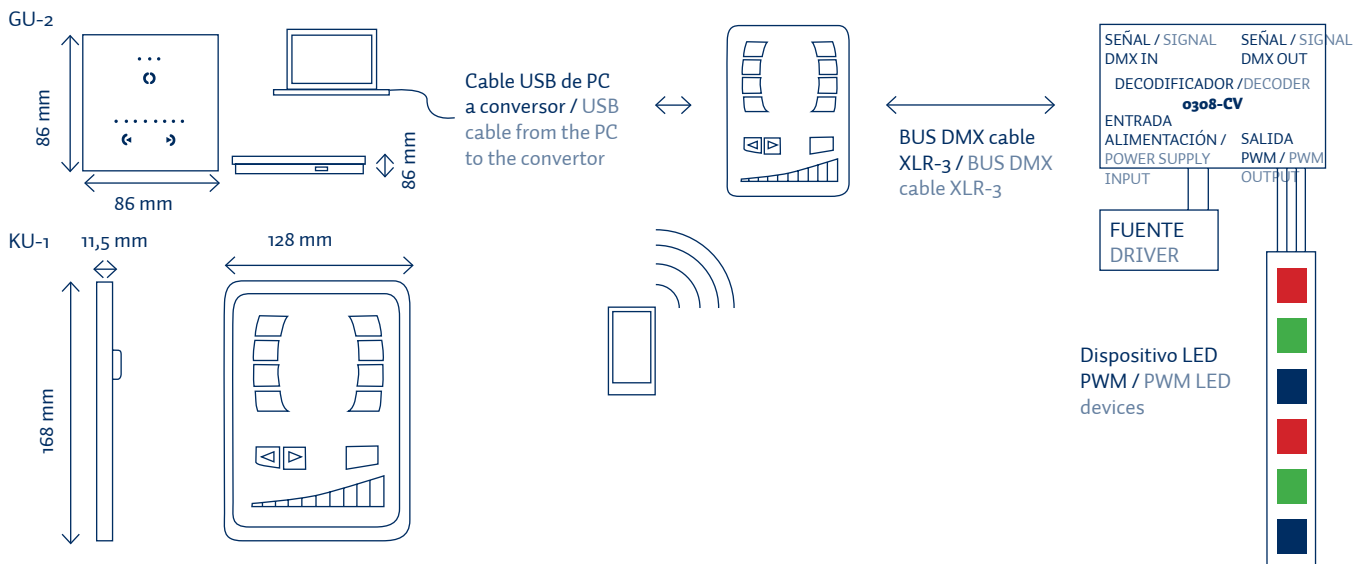 GU-2
86 mm
86 mm
86 mm
Cable USB de PC
a conversor / USB
cable from the PC
to the convertor
BUS DMX cable
XLR-3 / BUS DMX
cable XLR-3
SEÑAL / SIGNAL
DMX IN
SEÑAL / SIGNAL
DMX OUT
DECODIFICADOR /DECODER
0308-CV
ENTRADA
ALIMENTACIÓN /
POWER SUPPLY
INPUT
SALIDA
PWM / PWM
OUTPUT
FUENTE
DRIVER
KU-1
11,5 mm
128 mm
168 mm
Dispositivo LED
PWM / PWM LED
devices